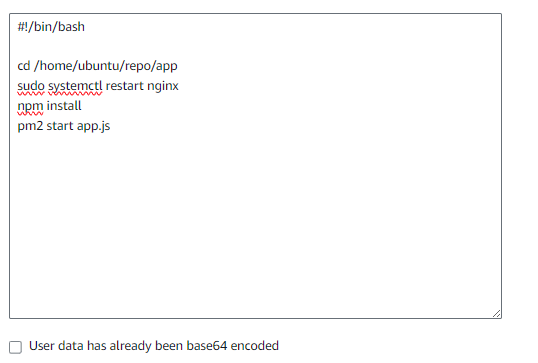 #!/bin/bash
cd /home/ubuntu/repo/app
sudo systemctl restart nginx
npm install
pm2 start app.js
User data has already been base64 encoded